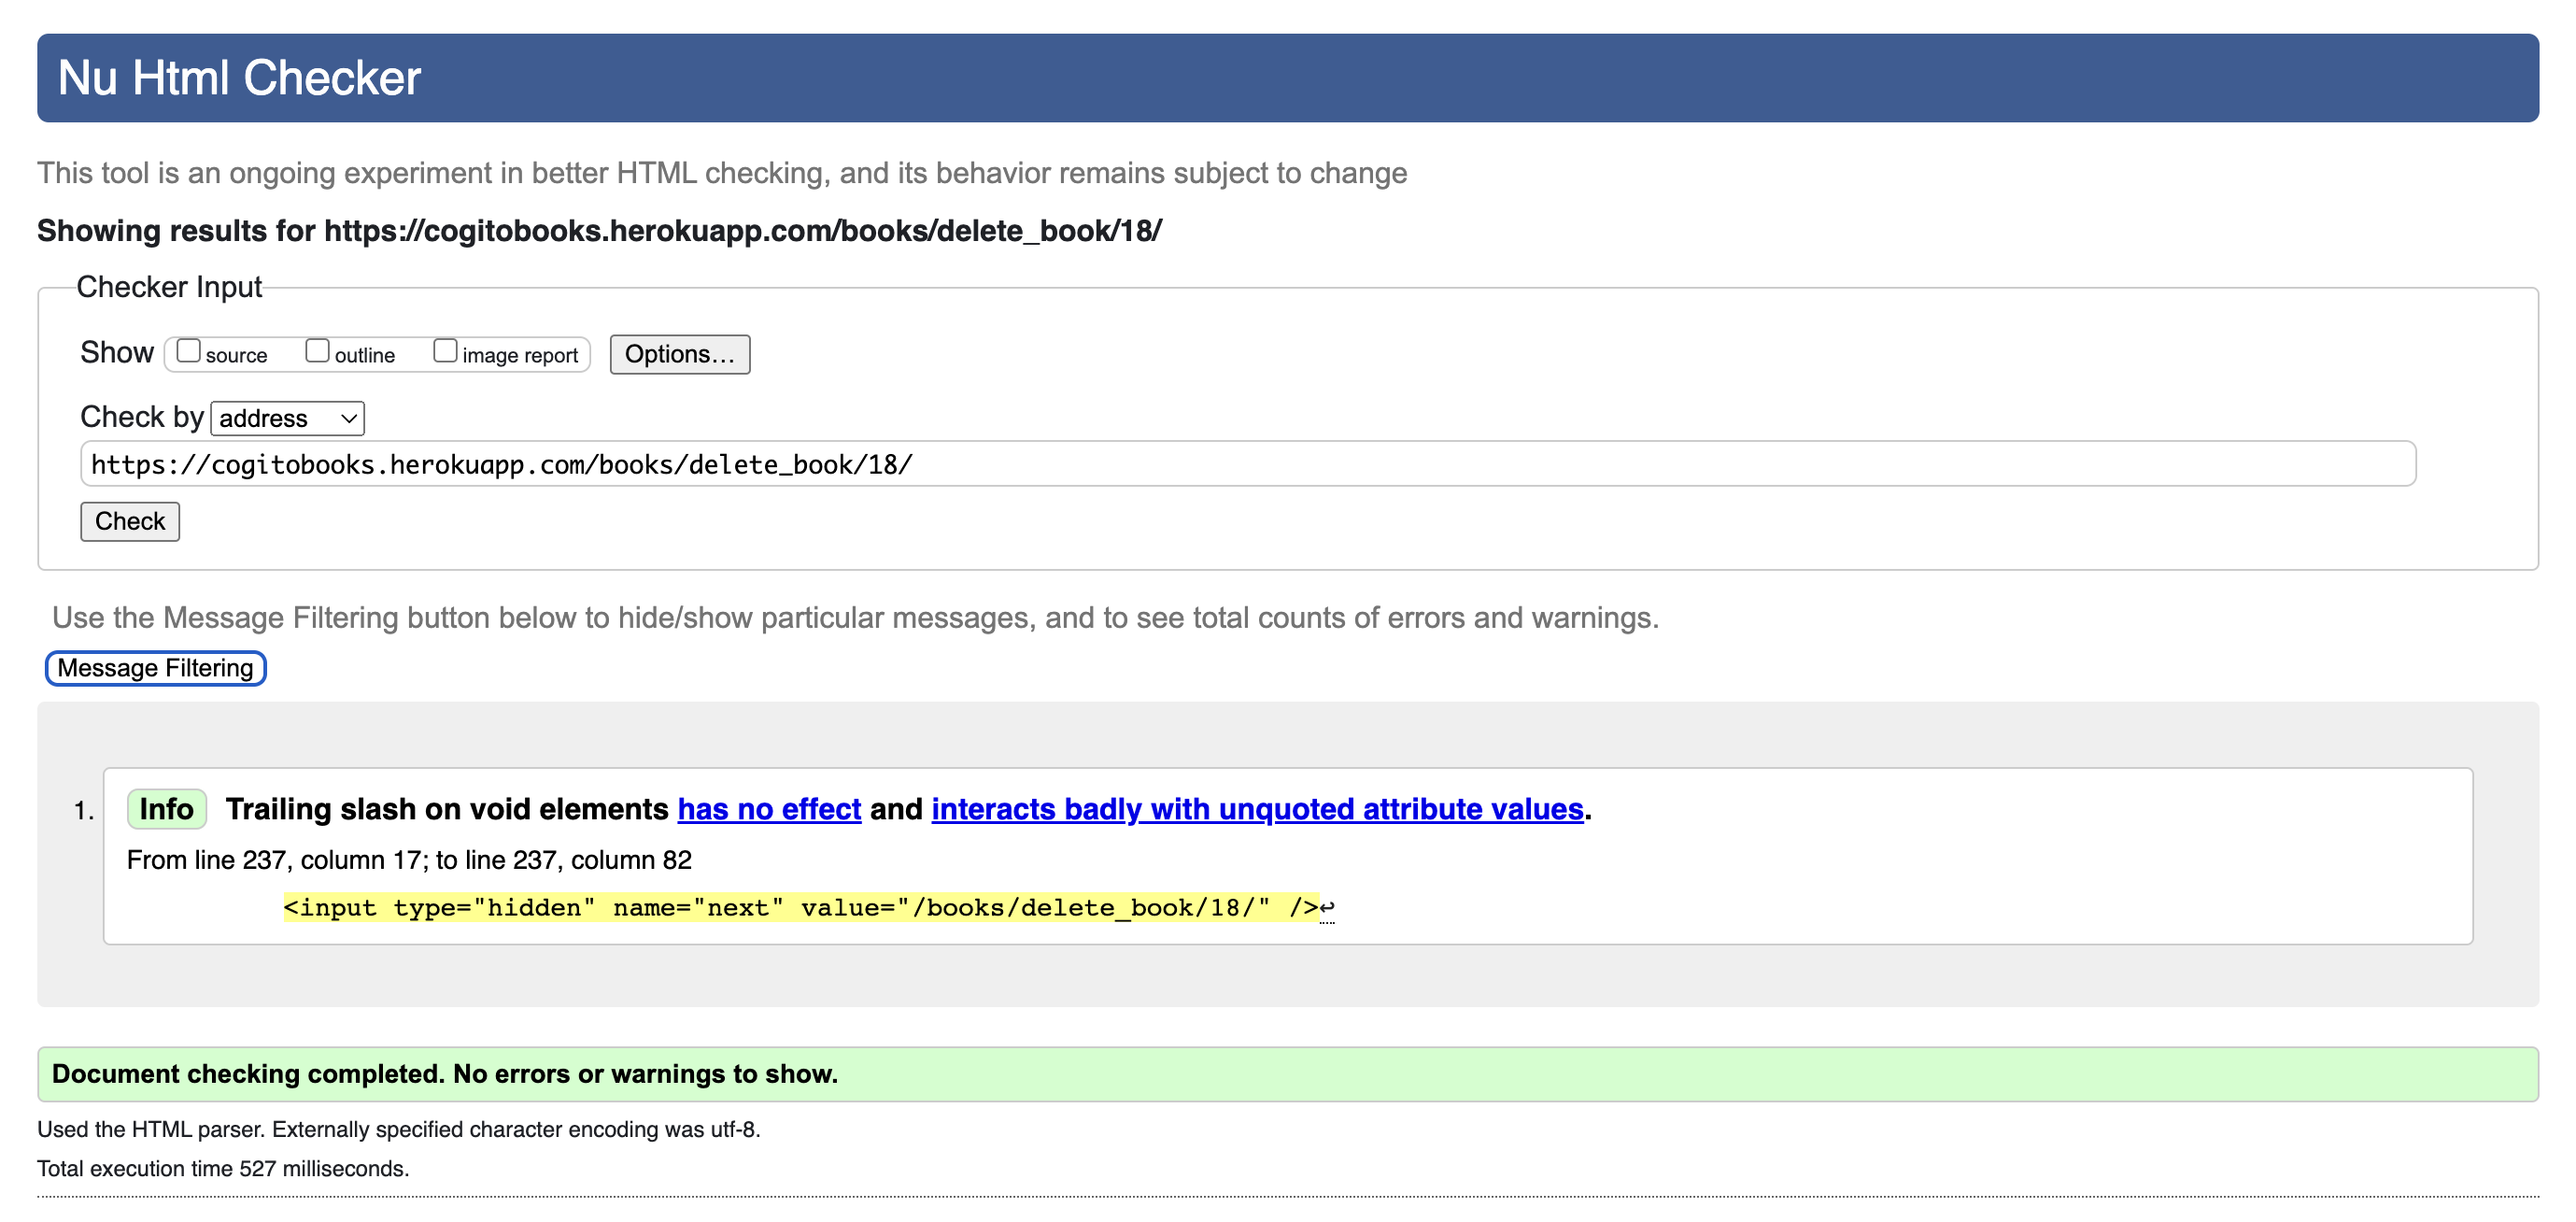 Nu Html Checker
This tool is an ongoing experiment in better HTML checking, and its behavior remains subject to change
Showing results for https://cogitobooks.herokuapp.com/books/delete_book/18/
Checker Input
Show source outline image report Options...
Check by address
https://cogitobooks.herokuapp.com/books/delete_book/18/
Check
Use the Message Filtering button below to hide/show particular messages, and to see total counts of errors and warnings.
Message Filtering
1. Info Trailing slash on void elements has no effect and interacts badly with unquoted attribute values.
From line 237, column 17; to line 237, column 82
<input type="hidden" name="next" value="/books/delete_book/18/" />↩
Document checking completed. No errors or warnings to show.
Used the HTML parser. Externally specified character encoding was utf-8.
Total execution time 527 milliseconds.